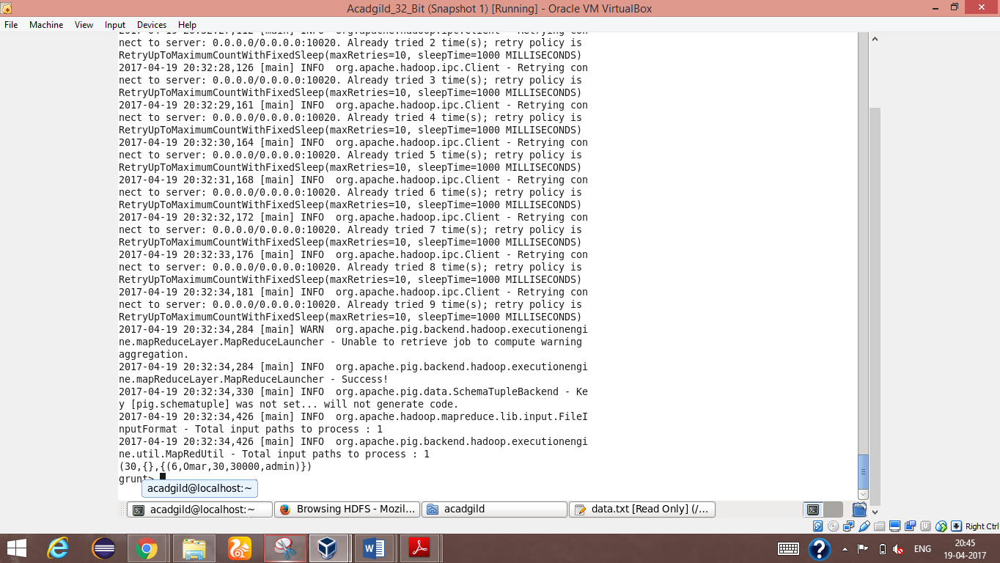 Acadgild_32_Bit (Snapshot 1) [Running] - Oracle VM VirtualBox
File Machine View Input Devices Help
2017-04-19 20:32:27,112 [main] INFO  org.apache.hadoop.ipc.Client - Retrying con
nect to server: 0.0.0.0/0.0.0.0:10020. Already tried 2 time(s); retry policy is
RetryUpToMaximumCountWithFixedSleep(maxRetries=10, sleepTime=1000 MILLISECONDS)
2017-04-19 20:32:28,126 [main] INFO  org.apache.hadoop.ipc.Client - Retrying con
nect to server: 0.0.0.0/0.0.0.0:10020. Already tried 3 time(s); retry policy is
RetryUpToMaximumCountWithFixedSleep(maxRetries=10, sleepTime=1000 MILLISECONDS)
2017-04-19 20:32:29,161 [main] INFO  org.apache.hadoop.ipc.Client - Retrying con
nect to server: 0.0.0.0/0.0.0.0:10020. Already tried 4 time(s); retry policy is
RetryUpToMaximumCountWithFixedSleep(maxRetries=10, sleepTime=1000 MILLISECONDS)
2017-04-19 20:32:30,164 [main] INFO  org.apache.hadoop.ipc.Client - Retrying con
nect to server: 0.0.0.0/0.0.0.0:10020. Already tried 5 time(s); retry policy is
RetryUpToMaximumCountWithFixedSleep(maxRetries=10, sleepTime=1000 MILLISECONDS)
2017-04-19 20:32:31,168 [main] INFO  org.apache.hadoop.ipc.Client - Retrying con
nect to server: 0.0.0.0/0.0.0.0:10020. Already tried 6 time(s); retry policy is
RetryUpToMaximumCountWithFixedSleep(maxRetries=10, sleepTime=1000 MILLISECONDS)
2017-04-19 20:32:32,172 [main] INFO  org.apache.hadoop.ipc.Client - Retrying con
nect to server: 0.0.0.0/0.0.0.0:10020. Already tried 7 time(s); retry policy is
RetryUpToMaximumCountWithFixedSleep(maxRetries=10, sleepTime=1000 MILLISECONDS)
2017-04-19 20:32:33,176 [main] INFO  org.apache.hadoop.ipc.Client - Retrying con
nect to server: 0.0.0.0/0.0.0.0:10020. Already tried 8 time(s); retry policy is
RetryUpToMaximumCountWithFixedSleep(maxRetries=10, sleepTime=1000 MILLISECONDS)
2017-04-19 20:32:34,181 [main] INFO  org.apache.hadoop.ipc.Client - Retrying con
nect to server: 0.0.0.0/0.0.0.0:10020. Already tried 9 time(s); retry policy is
RetryUpToMaximumCountWithFixedSleep(maxRetries=10, sleepTime=1000 MILLISECONDS)
2017-04-19 20:32:34,284 [main] WARN  org.apache.pig.backend.hadoop.executionengi
ne.mapReduceLayer.MapReduceLauncher - Unable to retrieve job to compute warning
aggregation.
2017-04-19 20:32:34,284 [main] INFO  org.apache.pig.backend.hadoop.executionengi
ne.mapReduceLayer.MapReduceLauncher - Success!
2017-04-19 20:32:34,330 [main] INFO  org.apache.pig.data.SchemaTupleBackend - Ke
y [pig.schematuple] was not set... will not generate code.
2017-04-19 20:32:34,426 [main] INFO  org.apache.hadoop.mapreduce.lib.input.FileI
nputFormat - Total input paths to process : 1
2017-04-19 20:32:34,426 [main] INFO  org.apache.pig.backend.hadoop.executionengi
ne.util.MapRedUtil - Total input paths to process : 1
(30,{},{(6,Omar,30,30000,admin)})
grunt>
acadgild@localhost:~
acadgild@localhost:~ Browsing HDFS - Mozil... acadgild data.txt [Read Only] (/...
Right Ctrl
ENG 20:45
19-04-2017